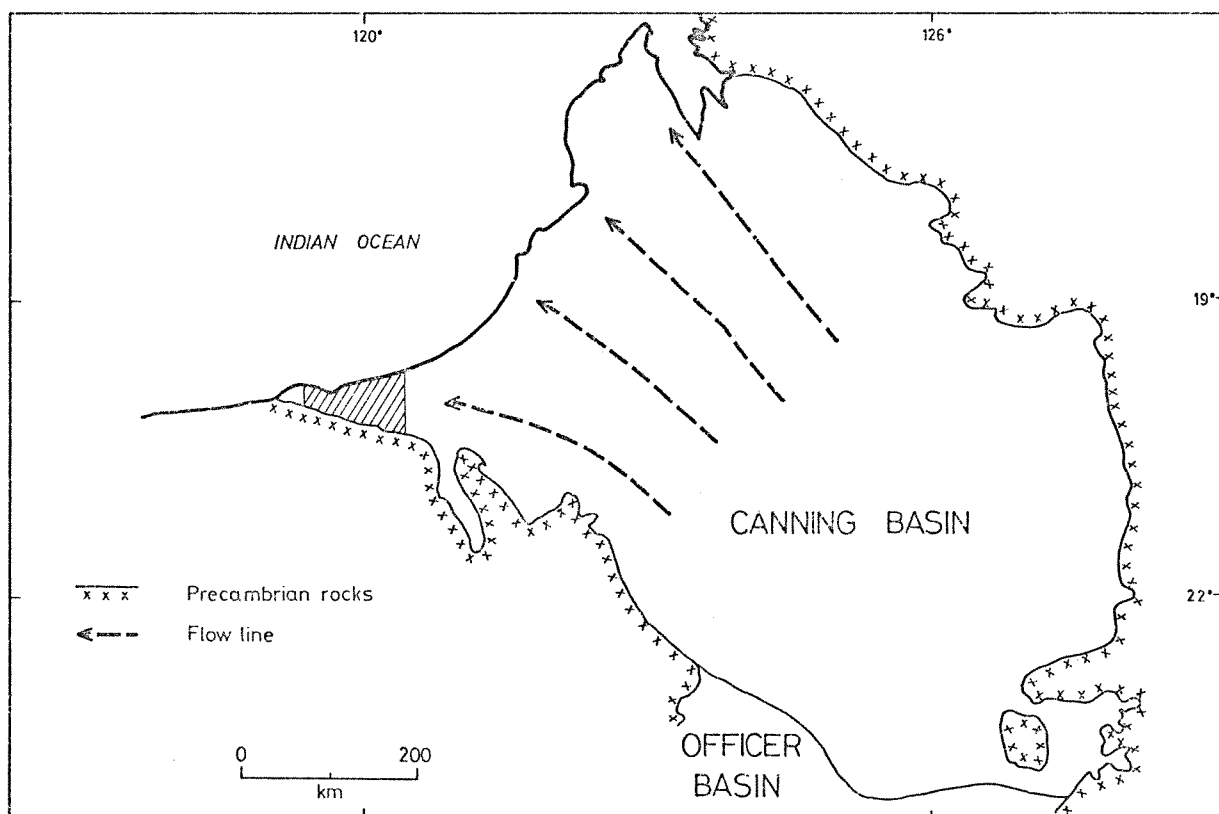 120°
126°
INDIAN OCEAN
19°
CANNING BASIN
x x x Precambrian rocks
22°
Flow line
OFFICER
BASIN
0 200
km